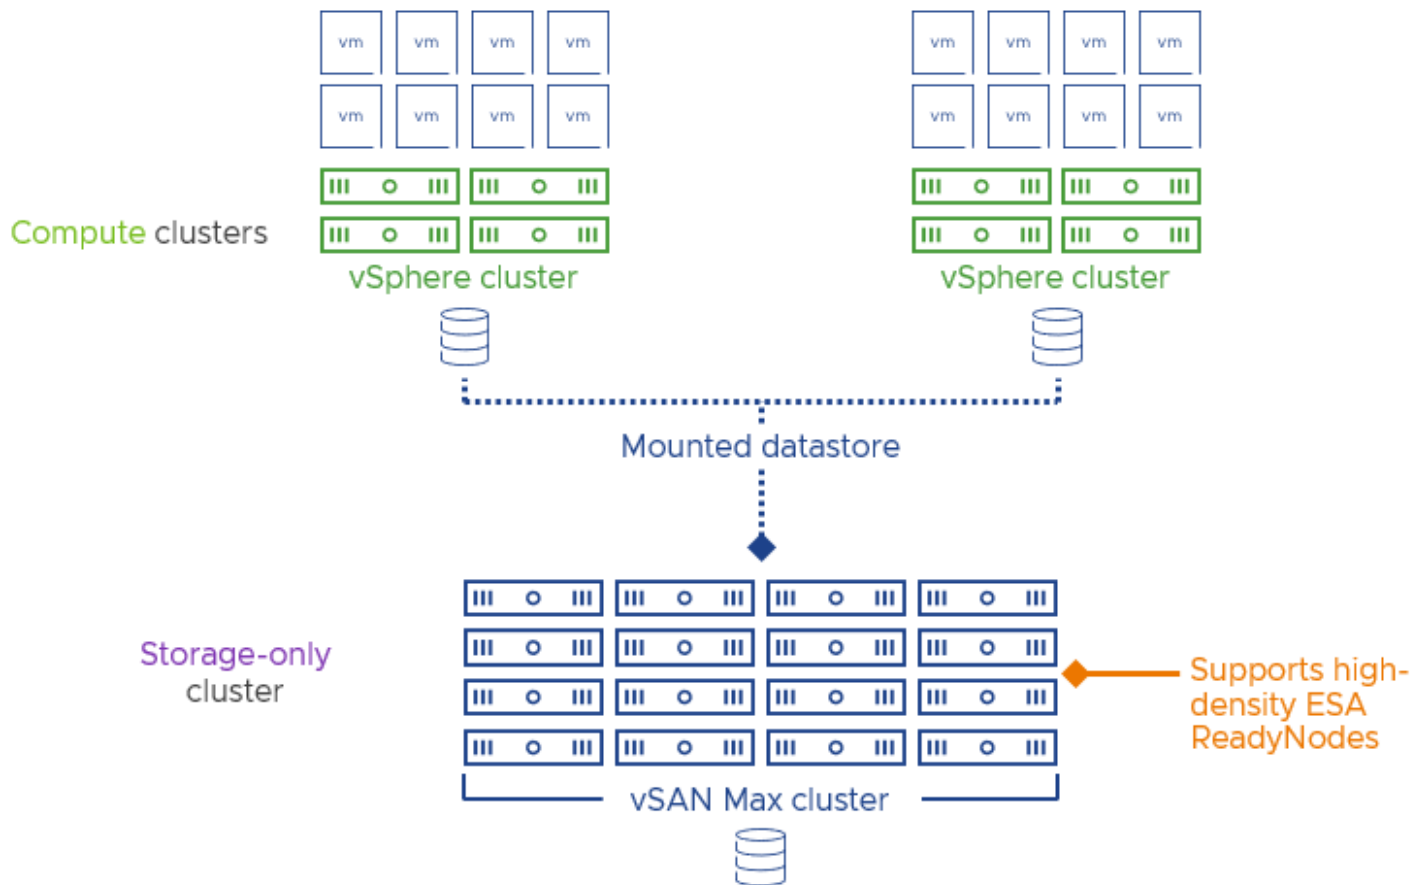 vm vm vm vm vm vm vm vm
vm vm vm vm vm vm vm vm
Compute clusters
vSphere cluster vSphere cluster
Mounted datastore
Storage-only
cluster
Supports high-
density ESA
ReadyNodes
vSAN Max cluster